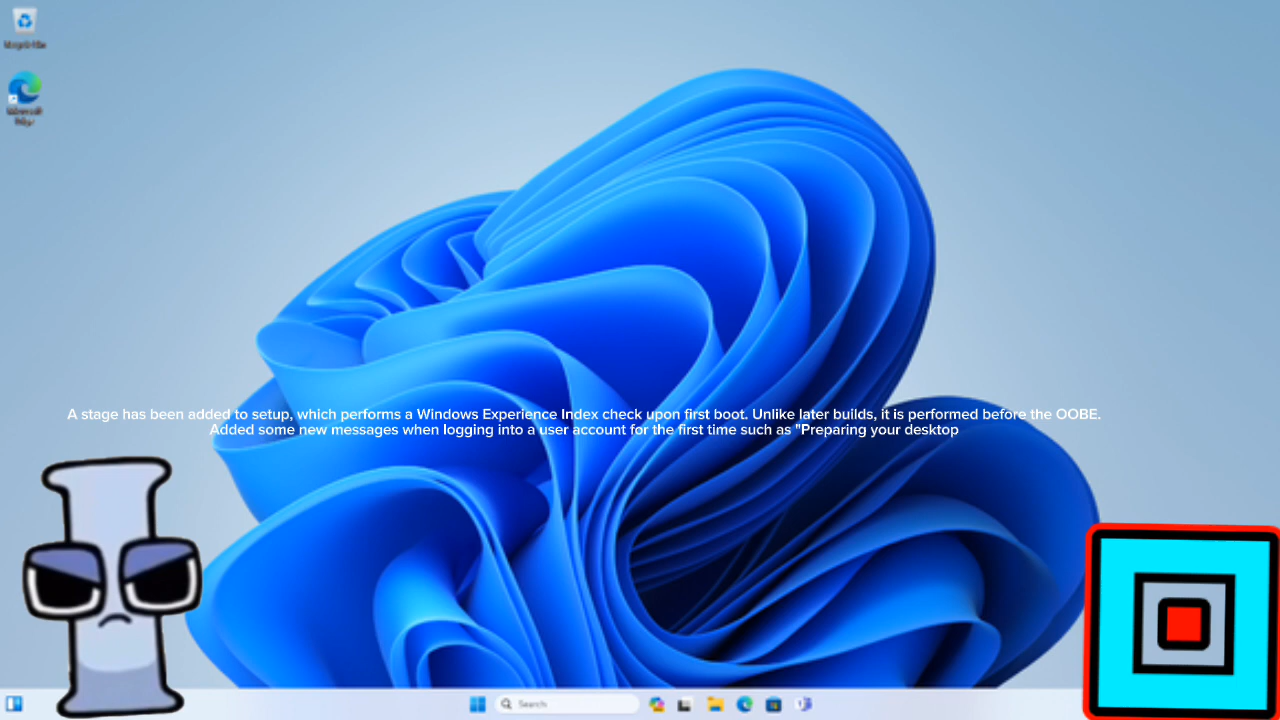 A stage has been added to setup, which performs a Windows Experience Index check upon first boot. Unlike later builds, it is performed before the OOBE.
Added some new messages when logging into a user account for the first time such as "Preparing your desktop
Search